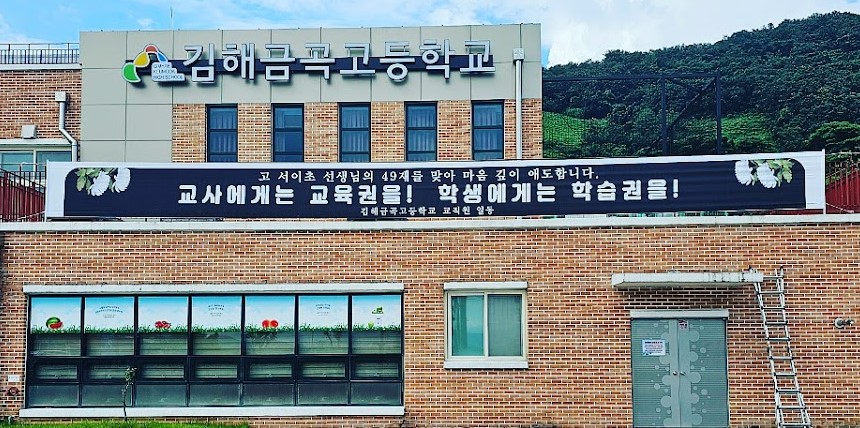 김해금곡고등학교
고 서이초 선생님의 49재를 맞아 마음 깊이 애도합니다.
교사에게는 교육권을! 학생에게는 학습권을!
김해금곡고등학교 교직원 일동